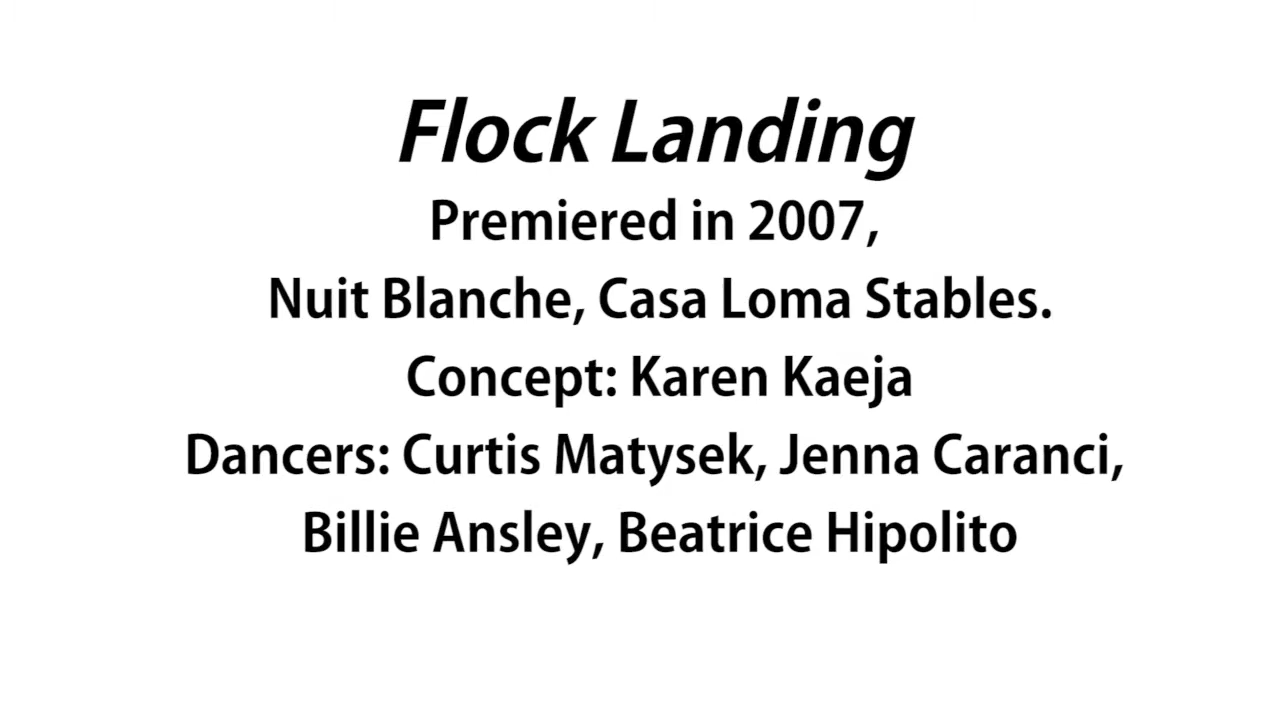 Flock Landing
Premiered in 2007,
Nuit Blanche, Casa Loma Stables.
Concept: Karen Kaeja
Dancers: Curtis Matysek, Jenna Caranci,
Billie Ansley, Beatrice Hipolito